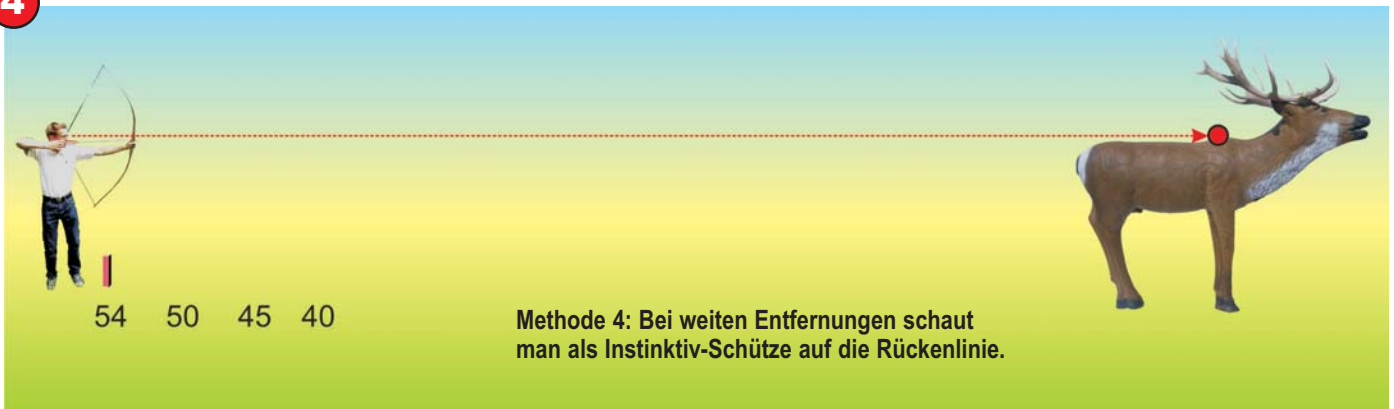 4
54 50 45 40
Methode 4: Bei weiten Entfernungen schaut
man als Instinktiv-Schütze auf die Rückenlinie.